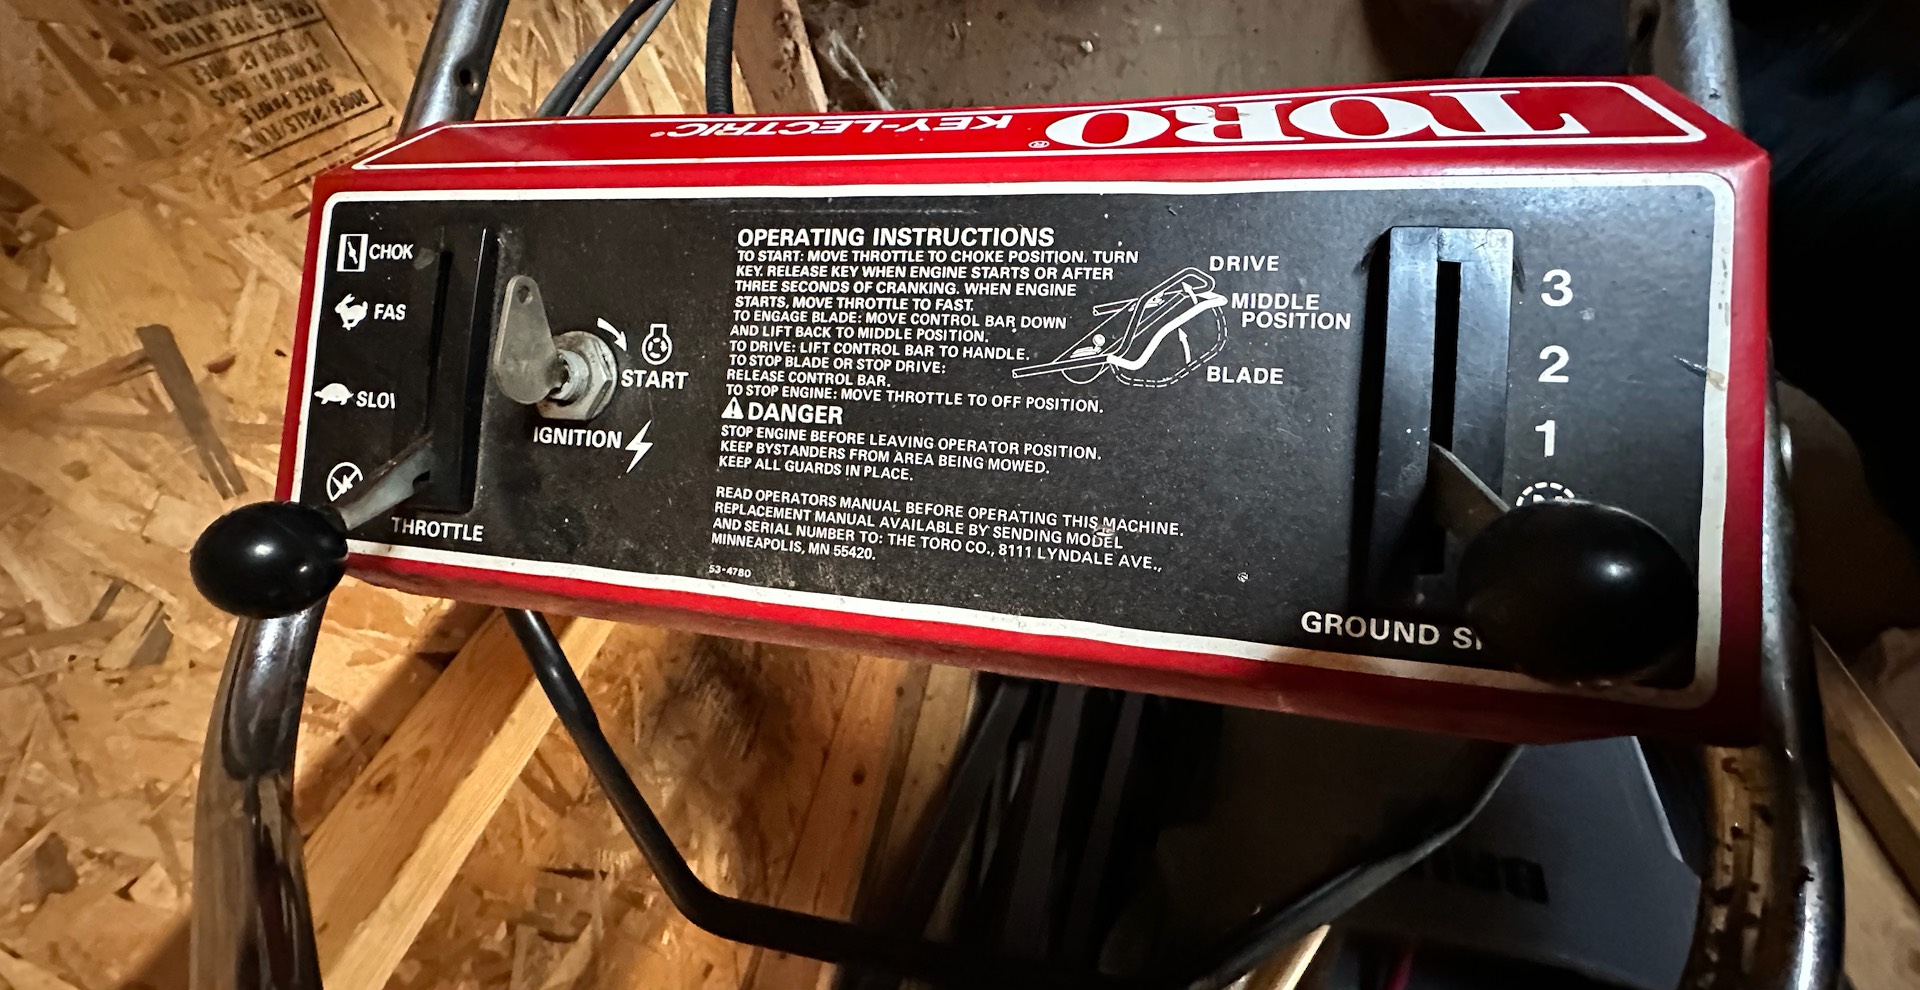 TORO®
KEY-LECTRIC®
CHOK
FAS
SLO
THROTTLE
START
IGNITION
OPERATING INSTRUCTIONS
TO START: MOVE THROTTLE TO CHOKE POSITION. TURN
KEY. RELEASE KEY WHEN ENGINE STARTS OR AFTER
THREE SECONDS OF CRANKING. WHEN ENGINE
STARTS, MOVE THROTTLE TO FAST.
TO ENGAGE BLADE: MOVE CONTROL BAR DOWN
AND LIFT BACK TO MIDDLE POSITION.
TO DRIVE: LIFT CONTROL BAR TO HANDLE.
TO STOP BLADE OR STOP DRIVE:
RELEASE CONTROL BAR.
TO STOP ENGINE: MOVE THROTTLE TO OFF POSITION.
DANGER
STOP ENGINE BEFORE LEAVING OPERATOR POSITION.
KEEP BYSTANDERS FROM AREA BEING MOWED.
KEEP ALL GUARDS IN PLACE.
READ OPERATORS MANUAL BEFORE OPERATING THIS MACHINE.
REPLACEMENT MANUAL AVAILABLE BY SENDING MODEL
AND SERIAL NUMBER TO: THE TORO CO., 8111 LYNDALE AVE.,
MINNEAPOLIS, MN 55420.
53-4780
DRIVE
MIDDLE
POSITION
BLADE
3
2
1
GROUND